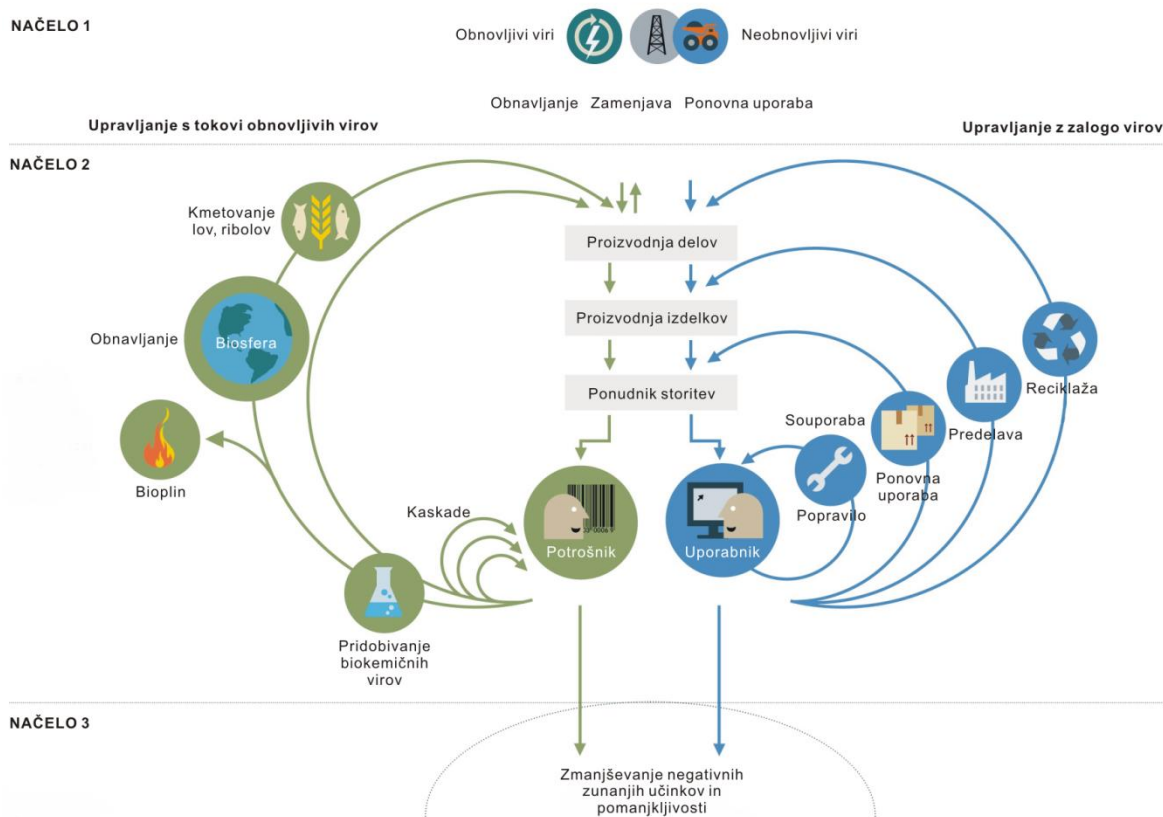 NAČELO 1
Obnovljivi viri
Neobnovljivi viri
Obnavljanje Zamenjava Ponovna uporaba
Upravljanje s tokovi obnovljivih virov
Upravljanje z zalogo virov
NAČELO 2
Kmetovanje
lov, ribolov
Proizvodnja delov
Proizvodnja izdelkov
Obnavljanje
Biosfera
Reciklaža
Ponudnik storitev
Souporaba
Predelava
Ponovna
uporaba
Bioplin
Kaskade
Popravilo
Potrošnik
Uporabnik
Pridobivanje
biokemičnih
virov
NAČELO 3
Zmanjševanje negativnih
zunanjih učinkov in
pomanjkljivosti